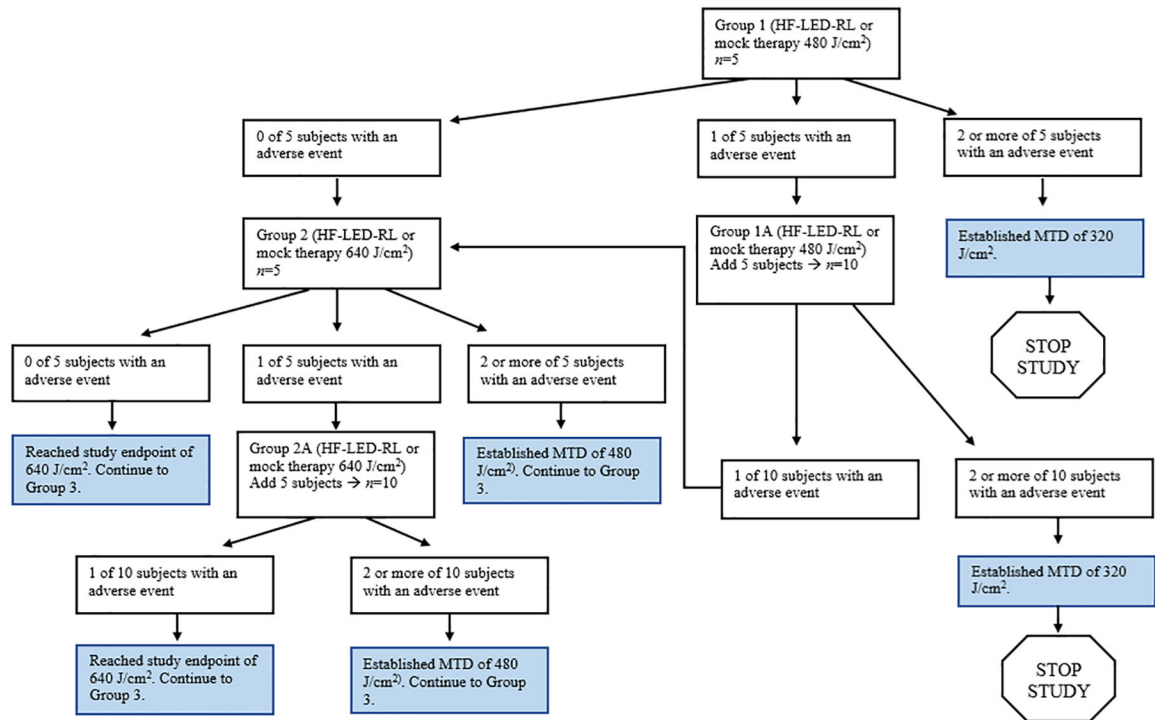 Group 1 (HF-LED-RL or
mock therapy 480 J/cm²)
n=5
0 of 5 subjects with an
adverse event
1 of 5 subjects with an
adverse event
2 or more of 5 subjects
with an adverse event
Group 2 (HF-LED-RL or
mock therapy 640 J/cm²)
n=5
Group 1A (HF-LED-RL or
mock therapy 480 J/cm²)
Add 5 subjects → n=10
Established MTD of 320
J/cm².
STOP
STUDY
0 of 5 subjects with an
adverse event
1 of 5 subjects with an
adverse event
2 or more of 5 subjects
with an adverse event
Reached study endpoint of
640 J/cm². Continue to
Group 3.
Group 2A (HF-LED-RL or
mock therapy 640 J/cm²)
Add 5 subjects → n=10
Established MTD of 480
J/cm²⁾. Continue to Group
3.
1 of 10 subjects with an
adverse event
2 or more of 10 subjects
with an adverse event
1 of 10 subjects with an
adverse event
2 or more of 10 subjects
with an adverse event
Established MTD of 320
J/cm².
Reached study endpoint of
640 J/cm². Continue to
Group 3.
Established MTD of 480
J/cm²⁾. Continue to Group
3.
STOP
STUDY